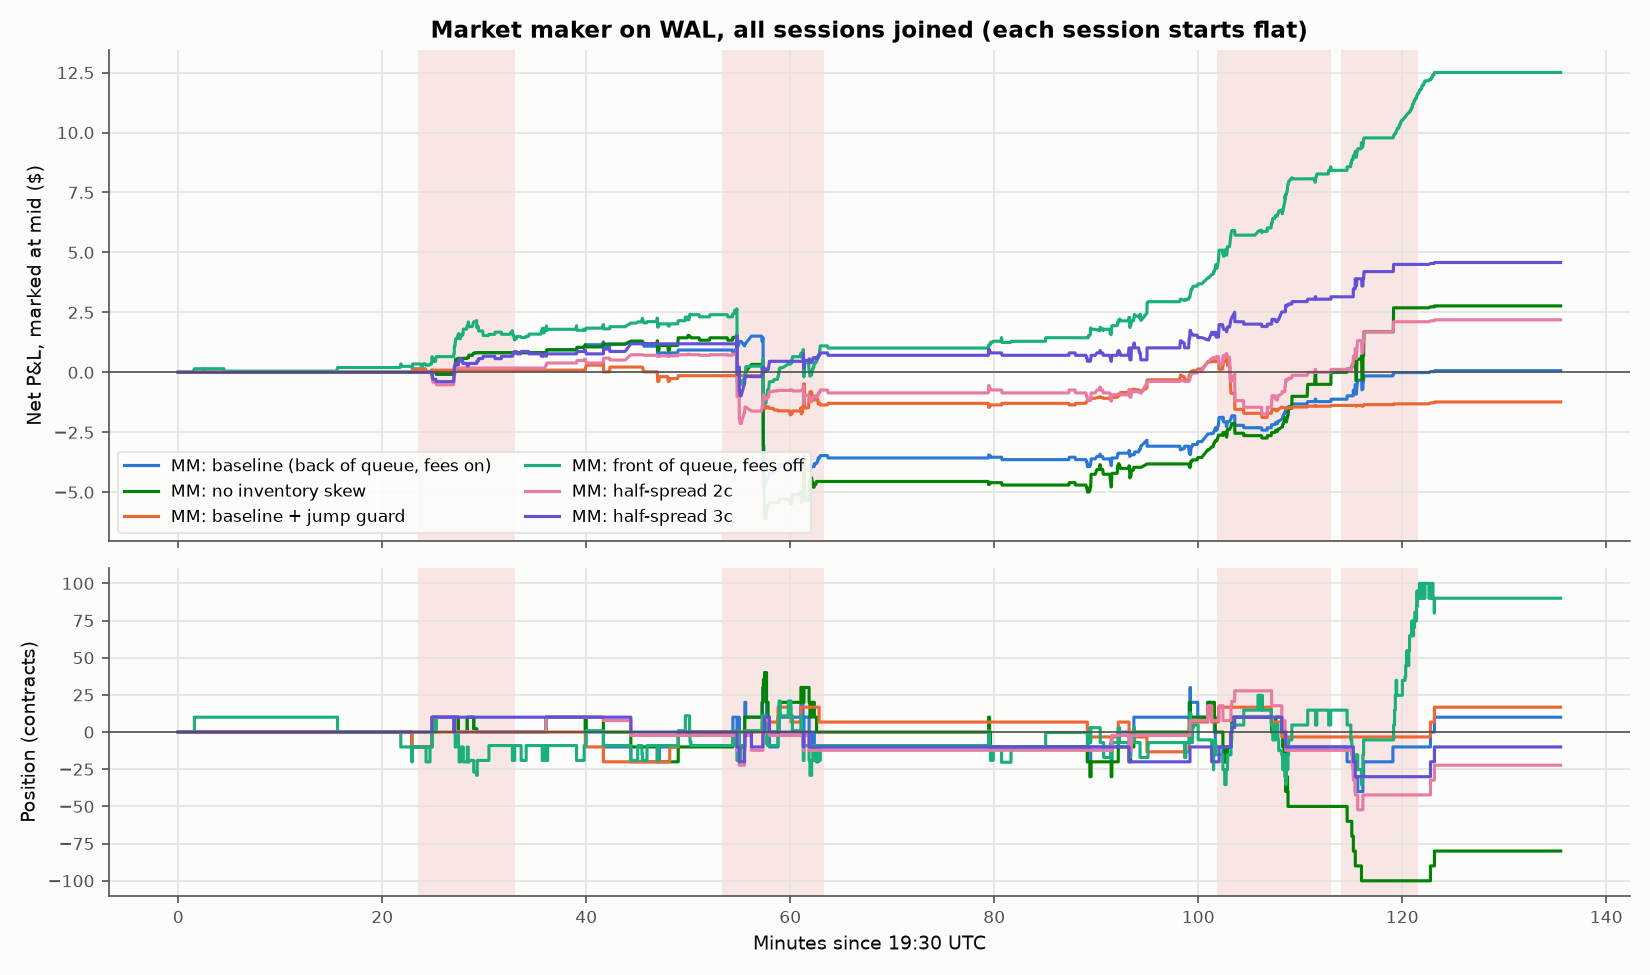 Market maker on WAL, all sessions joined (each session starts flat)
Net P&L, marked at mid ($)
12.5
10.0
7.5
5.0
2.5
0.0
−2.5
−5.0
MM: baseline (back of queue, fees on)
MM: no inventory skew
MM: baseline + jump guard
MM: front of queue, fees off
MM: half-spread 2c
MM: half-spread 3c
Position (contracts)
100
75
50
25
0
−25
−50
−75
−100
0 20 40 60 80 100 120 140
Minutes since 19:30 UTC